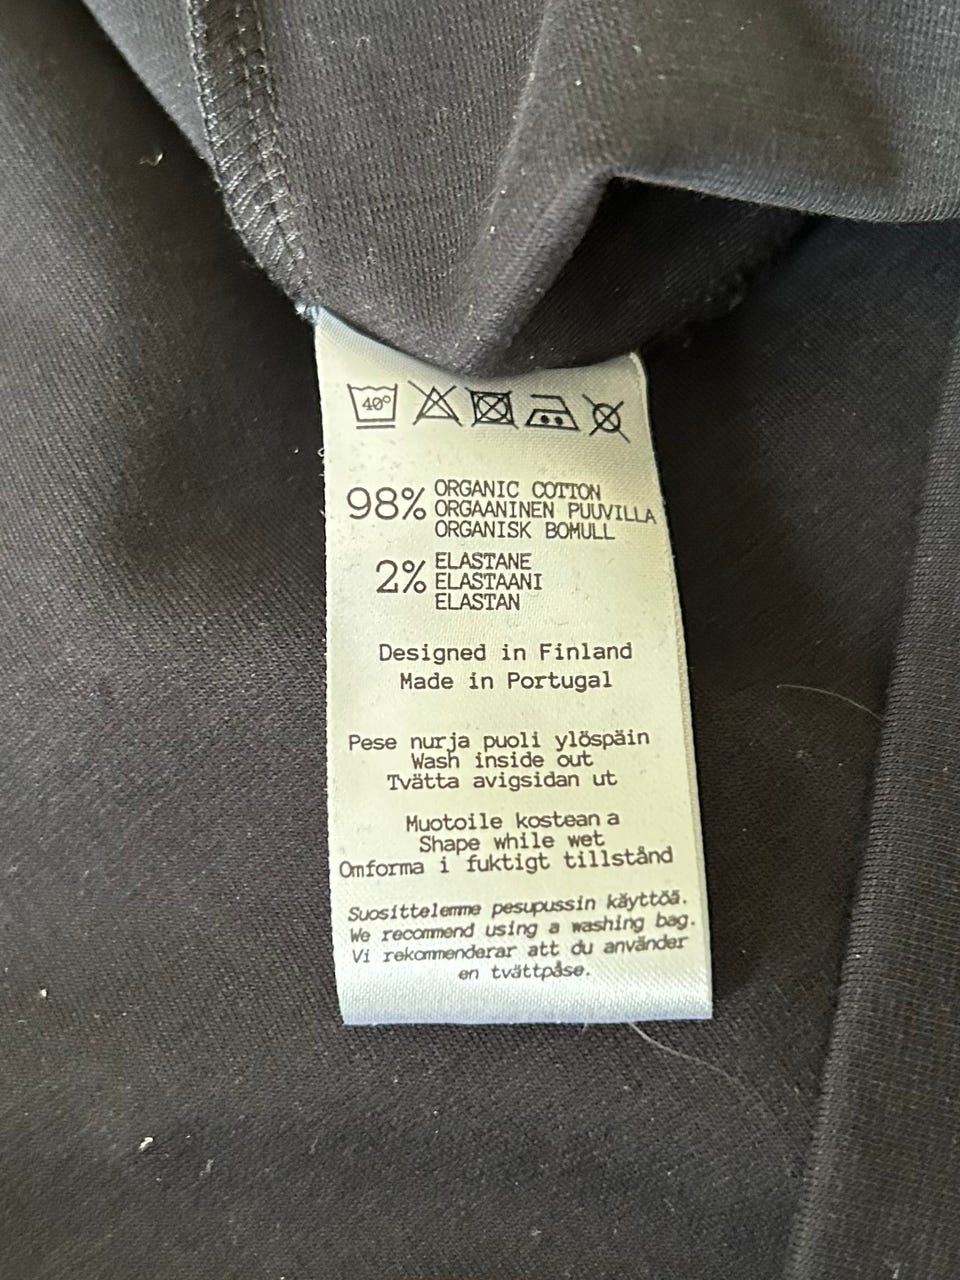 40°
98% ORGANIC COTTON
ORGAANINEN PUUVILLA
ORGANISK BOMULL
2% ELASTANE
ELASTAANI
ELASTAN
Designed in Finland
Made in Portugal
Pese nurja puoli ylöspäin
Wash inside out
Tvätta avigsidan ut
Muotoile kosteana
Shape while wet
Omforma i fuktigt tillstånd
Suosittelemme pesupussin käyttöä.
We recommend using a washing bag.
Vi rekommenderar att du använder
en tvättpåse.